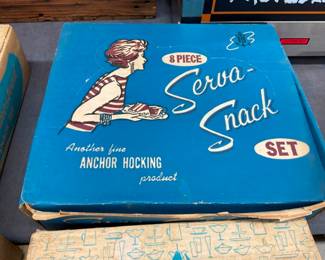 8 PIECE
Serva-
Snack
SET
Another fine
ANCHOR HOCKING
product